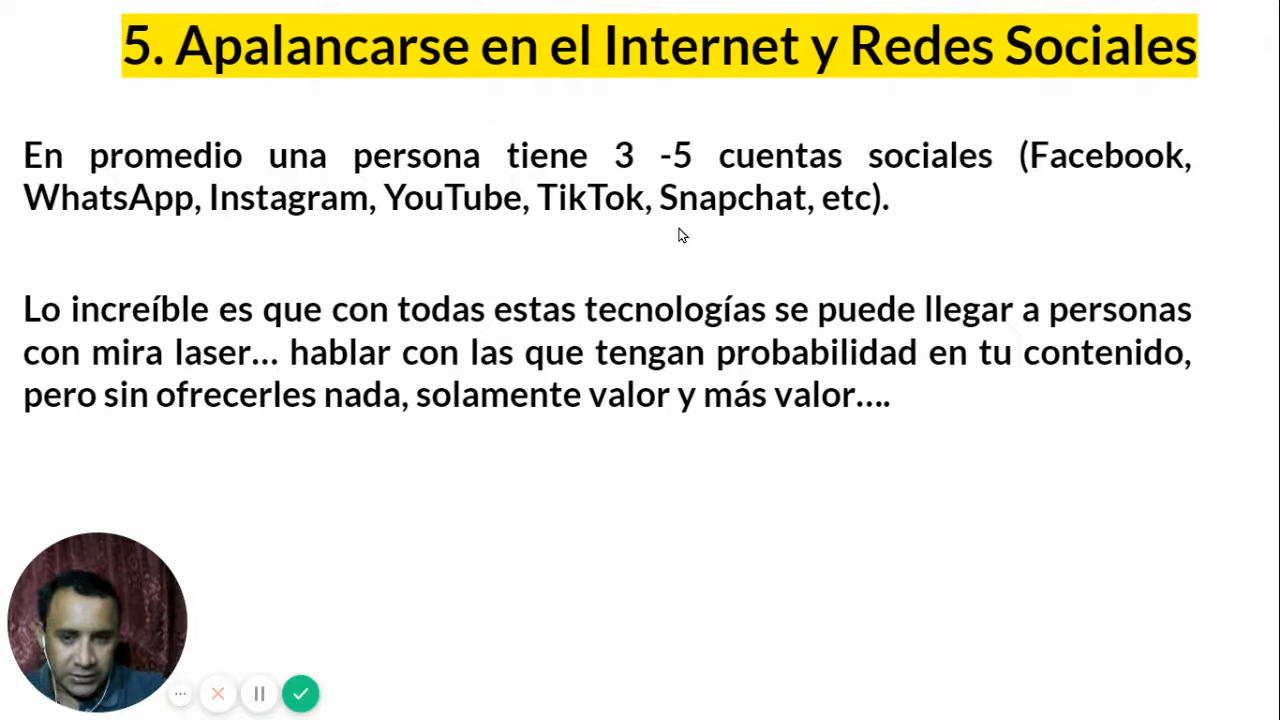 5. Apalancarse en el Internet y Redes Sociales
En promedio una persona tiene 3 -5 cuentas sociales (Facebook,
WhatsApp, Instagram, YouTube, TikTok, Snapchat, etc).
Lo increíble es que con todas estas tecnologías se puede llegar a personas
con mira laser... hablar con las que tengan probabilidad en tu contenido,
pero sin ofrecerles nada, solamente valor y más valor....